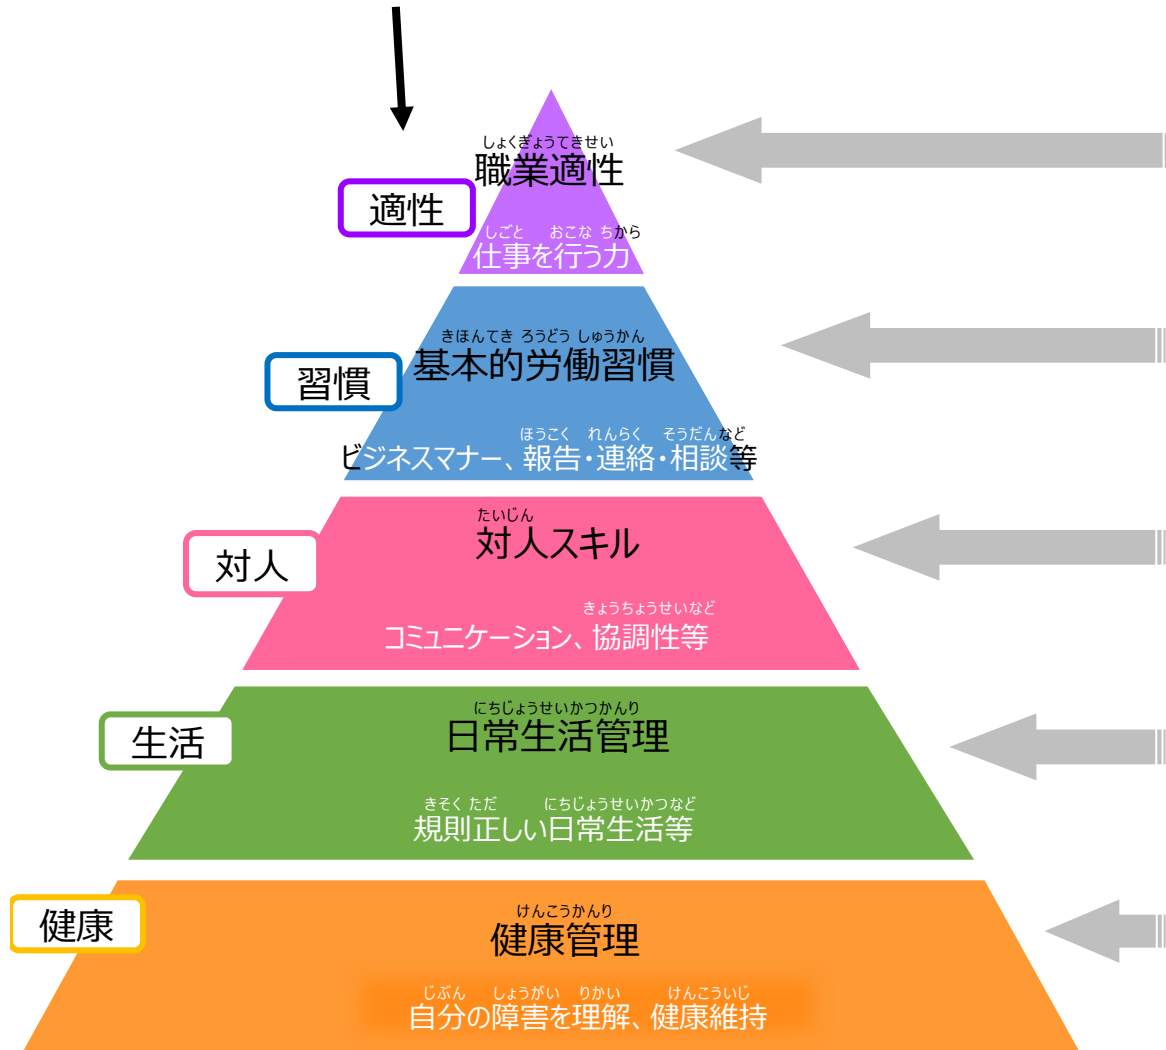 しょくぎょうてきせい
職業適性
適性
しごと おこな ちから
仕事を行う力
きほんてき ろうどう しゅうかん
基本的労働習慣
習慣
ほうこく れんらく そうだんなど
ビジネスマナー、報告・連絡・相談等
たいじん
対人スキル
対人
きょうちょうせいなど
コミュニケーション、協調性等
にちじょうせいかつかんり
日常生活管理
生活
きそく ただ にちじょうせいかつなど
規則正しい日常生活等
けんこうかんり
健康管理
健康
じぶん しょうがい りかい けんこういじ
自分の障害を理解、健康維持